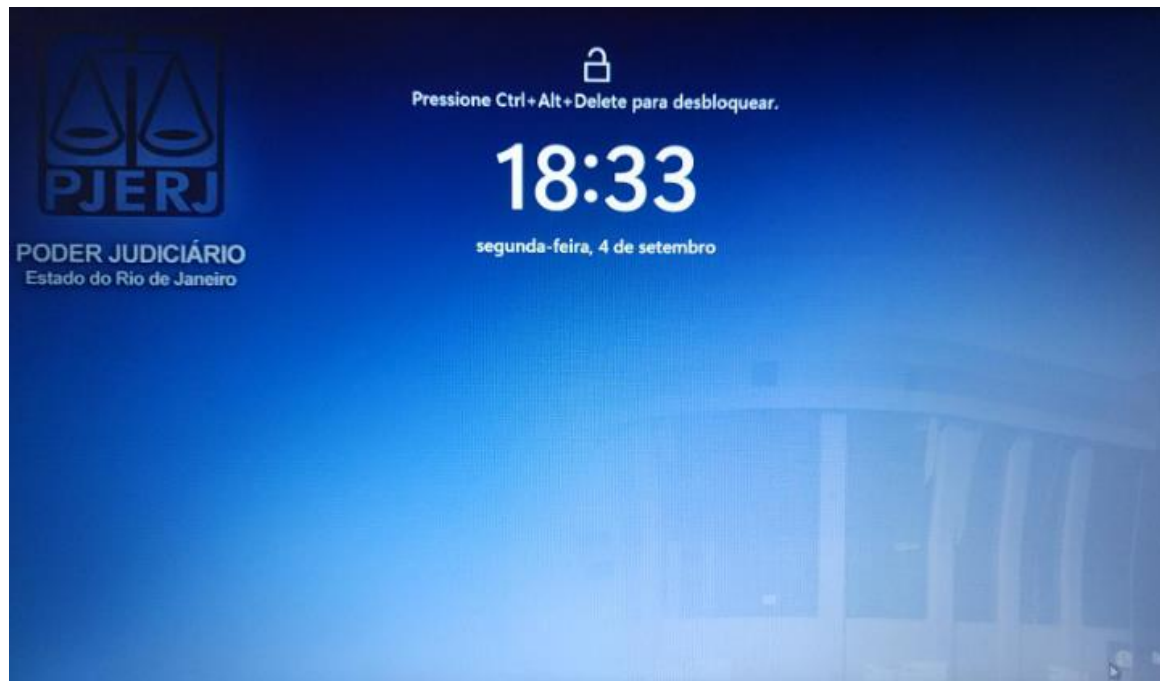 PJERJ
PODER JUDICIÁRIO
Estado do Rio de Janeiro
Pressione Ctrl+Alt+Delete para desbloquear.
18:33
segunda-feira, 4 de setembro